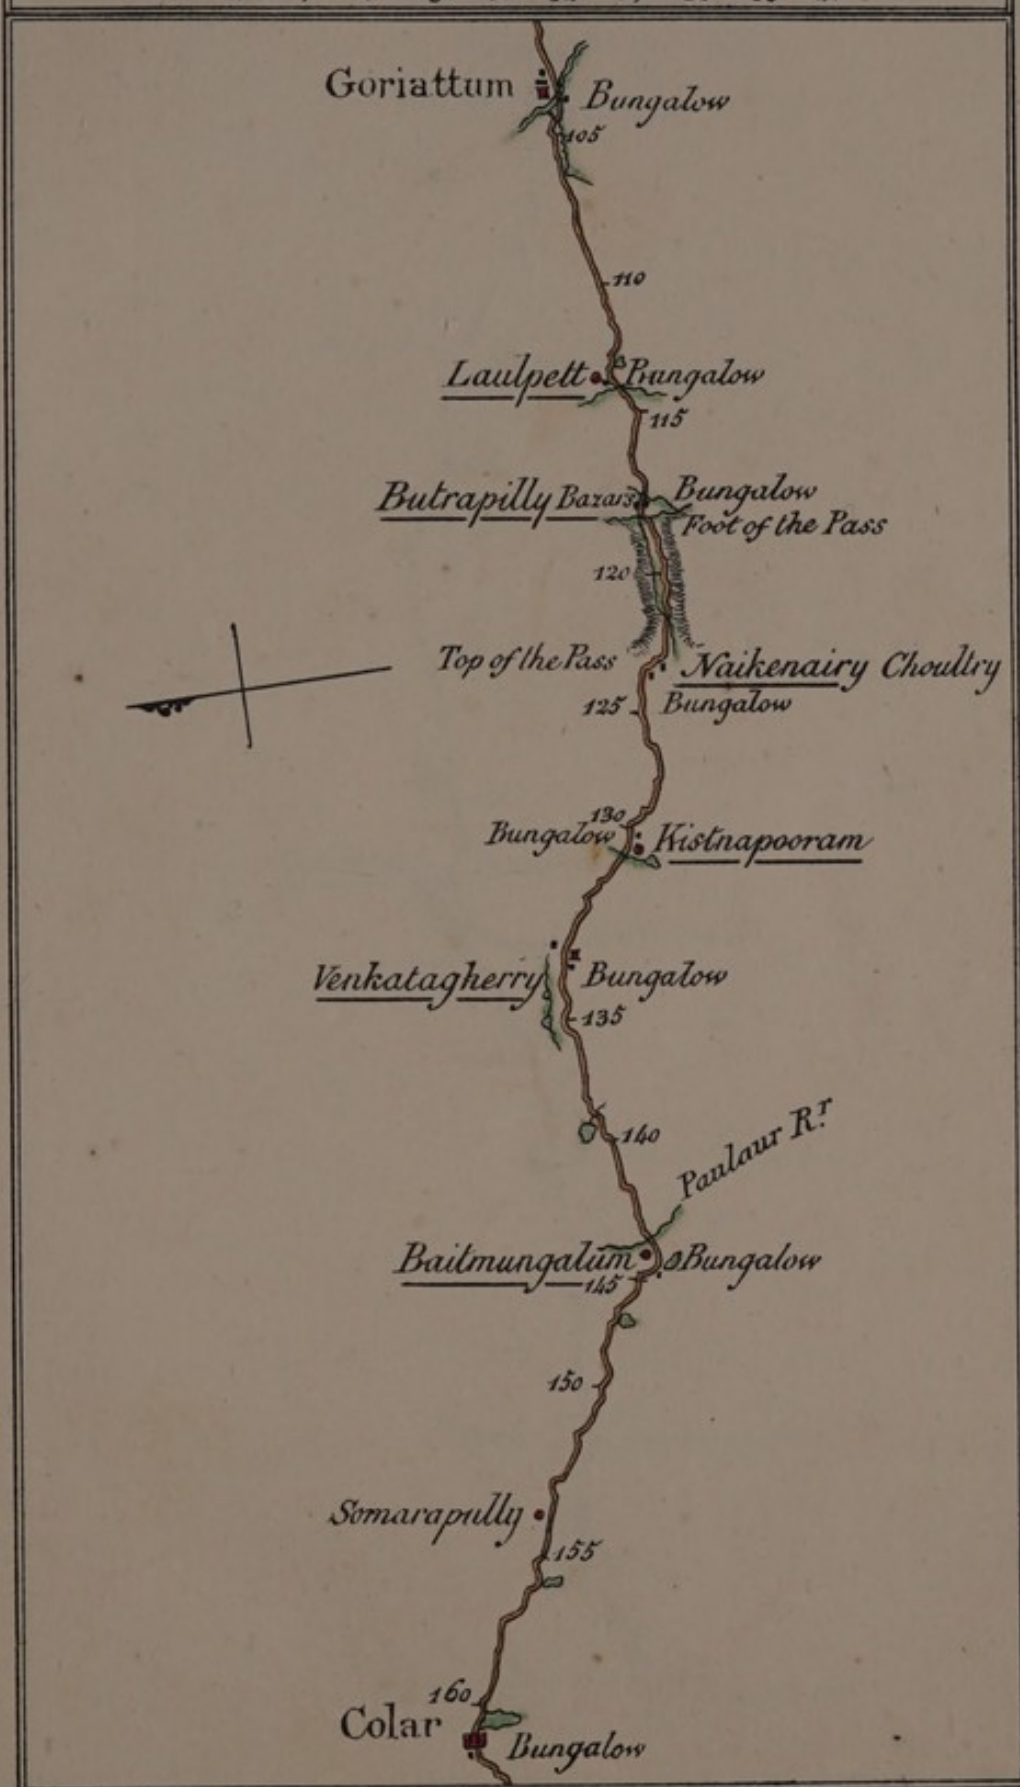 Goriattum
Bungalow
105
110
Laulpett
Bungalow
115
Butrapilly Bazars
Bungalow
Foot of the Pass
120
Top of the Pass
Naikenairy Choultry
125
Bungalow
130
Bungalow
Kistnapooram
Venkatagherry
Bungalow
135
140
Paulaur R.r
Baitmungalum
Bungalow
145
150
Somarapully
155
160
Colar
Bungalow